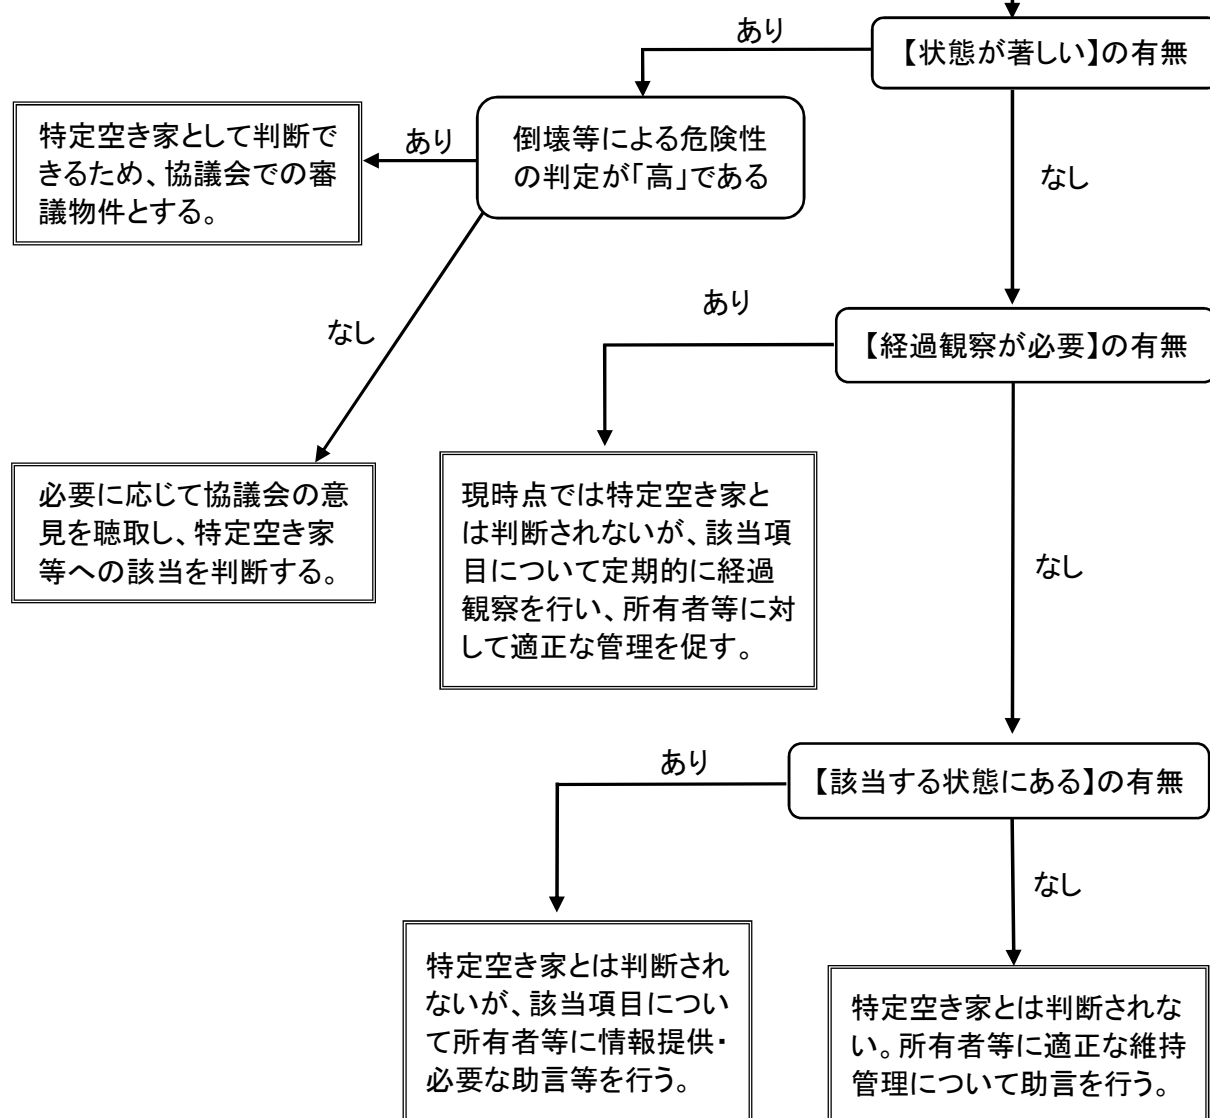 あり
【状態が著しい】の有無
特定空き家として判断で
きるため、協議会での審
議物件とする。
あり
倒壊等による危険性
の判定が「高」である
なし
あり
なし
【経過観察が必要】の有無
必要に応じて協議会の意
見を聴取し、特定空き家
等への該当を判断する。
現時点では特定空き家と
は判断されないが、該当項
目について定期的に経過
観察を行い、所有者等に対
して適正な管理を促す。
なし
あり
【該当する状態にある】の有無
なし
特定空き家とは判断され
ないが、該当項目につい
て所有者等に情報提供・
必要な助言等を行う。
特定空き家とは判断されな
い。所有者等に適正な維持
管理について助言を行う。